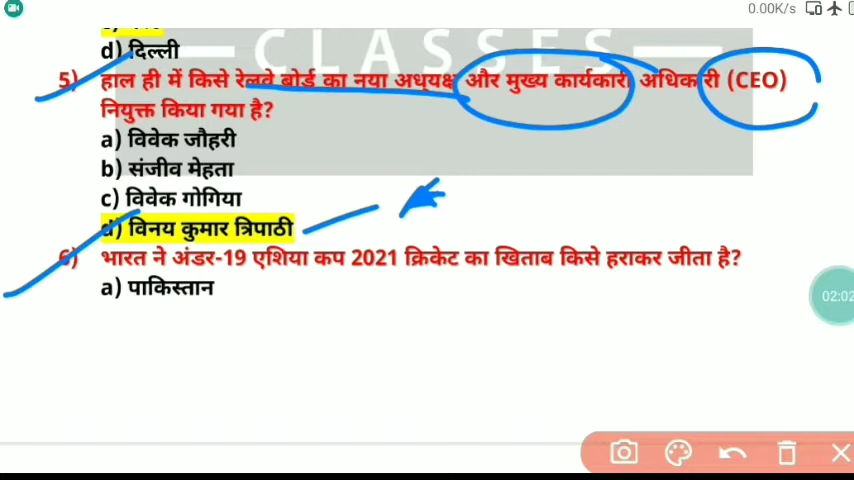 0.00K/s
d) दिल्ली
CLASSES
5) हाल ही में किसे रेलवे बोर्ड का नया अध्यक्ष और मुख्य कार्यकारी अधिकारी (CEO)
नियुक्त किया गया है?
a) विवेक जौहरी
b) संजीव मेहता
c) विवेक गोगिया
d) विनय कुमार त्रिपाठी
6) भारत ने अंडर-19 एशिया कप 2021 क्रिकेट का खिताब किसे हराकर जीता है?
a) पाकिस्तान
02:02